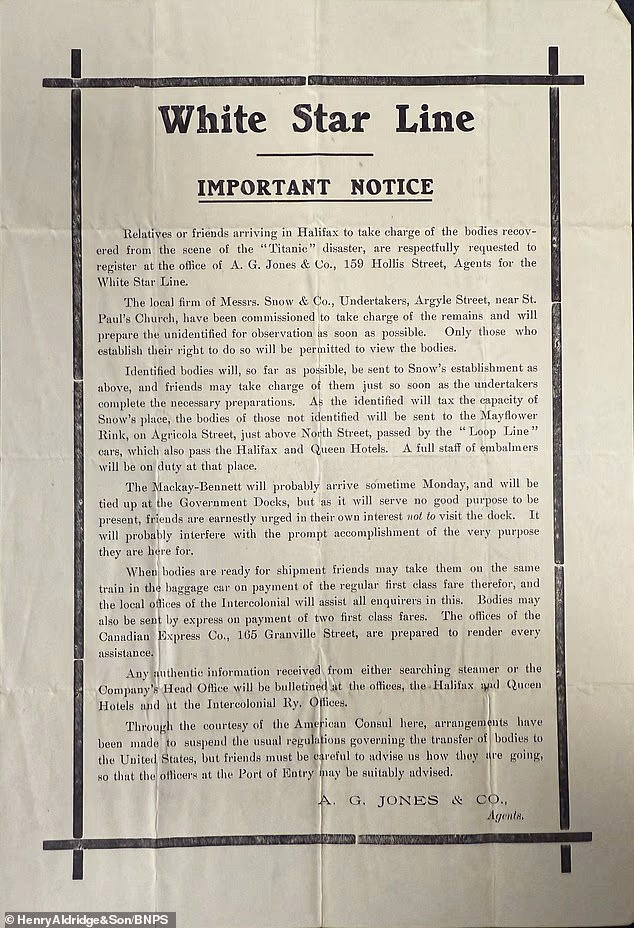 White Star Line
IMPORTANT NOTICE
Relatives or friends arriving in Halifax to take charge of the bodies recov-
ered from the scene of the "Titanic" disaster, are respectfully requested to
register at the office of A. G. Jones & Co., 159 Hollis Street, Agents for the
White Star Line.
The local firm of Messrs. Snow & Co., Undertakers, Argyle Street, near St.
Paul's Church, have been commissioned to take charge of the remains and will
prepare the unidentified for observation as soon as possible. Only those who
establish their right to do so will be permitted to view the bodies.
Identified bodies will, so far as possible, be sent to Snow's establishment as
above, and friends may take charge of them just so soon as the undertakers
complete the necessary preparations. As the identified will tax the capacity of
Snow's place, the bodies of those not identified will be sent to the Mayflower
Rink, on Agricola Street, just above North Street, passed by the "Loop Line"
cars, which also pass the Halifax and Queen Hotels. A full staff of embalmers
will be on duty at that place.
The Mackay-Bennett will probably arrive sometime Monday, and will be
tied up at the Government Docks, but as it will serve no good purpose to be
present, friends are earnestly urged in their own interest not to visit the dock. It
will probably interfere with the prompt accomplishment of the very purpose
they are here for.
When bodies are ready for shipment friends may take them on the same
train in the baggage car on payment of the regular first class fare therefor, and
the local offices of the Intercolonial will assist all enquirers in this. Bodies may
also be sent by express on payment of two first class fares. The offices of the
Canadian Express Co., 165 Granville Street, are prepared to render every
assistance.
Any authentic information received from either searching steamer or the
Company's Head Office will be bulletined at the offices, the Halifax and Queen
Hotels and at the Intercolonial Ry. Offices.
Through the courtesy of the American Consul here, arrangements have
been made to suspend the usual regulations governing the transfer of bodies to
the United States, but friends must be careful to advise us how they are going,
so that the officers at the Port of Entry may be suitably advised.
A. G. JONES & CO.,
Agents.
© HenryAldridge&Son/BNPS